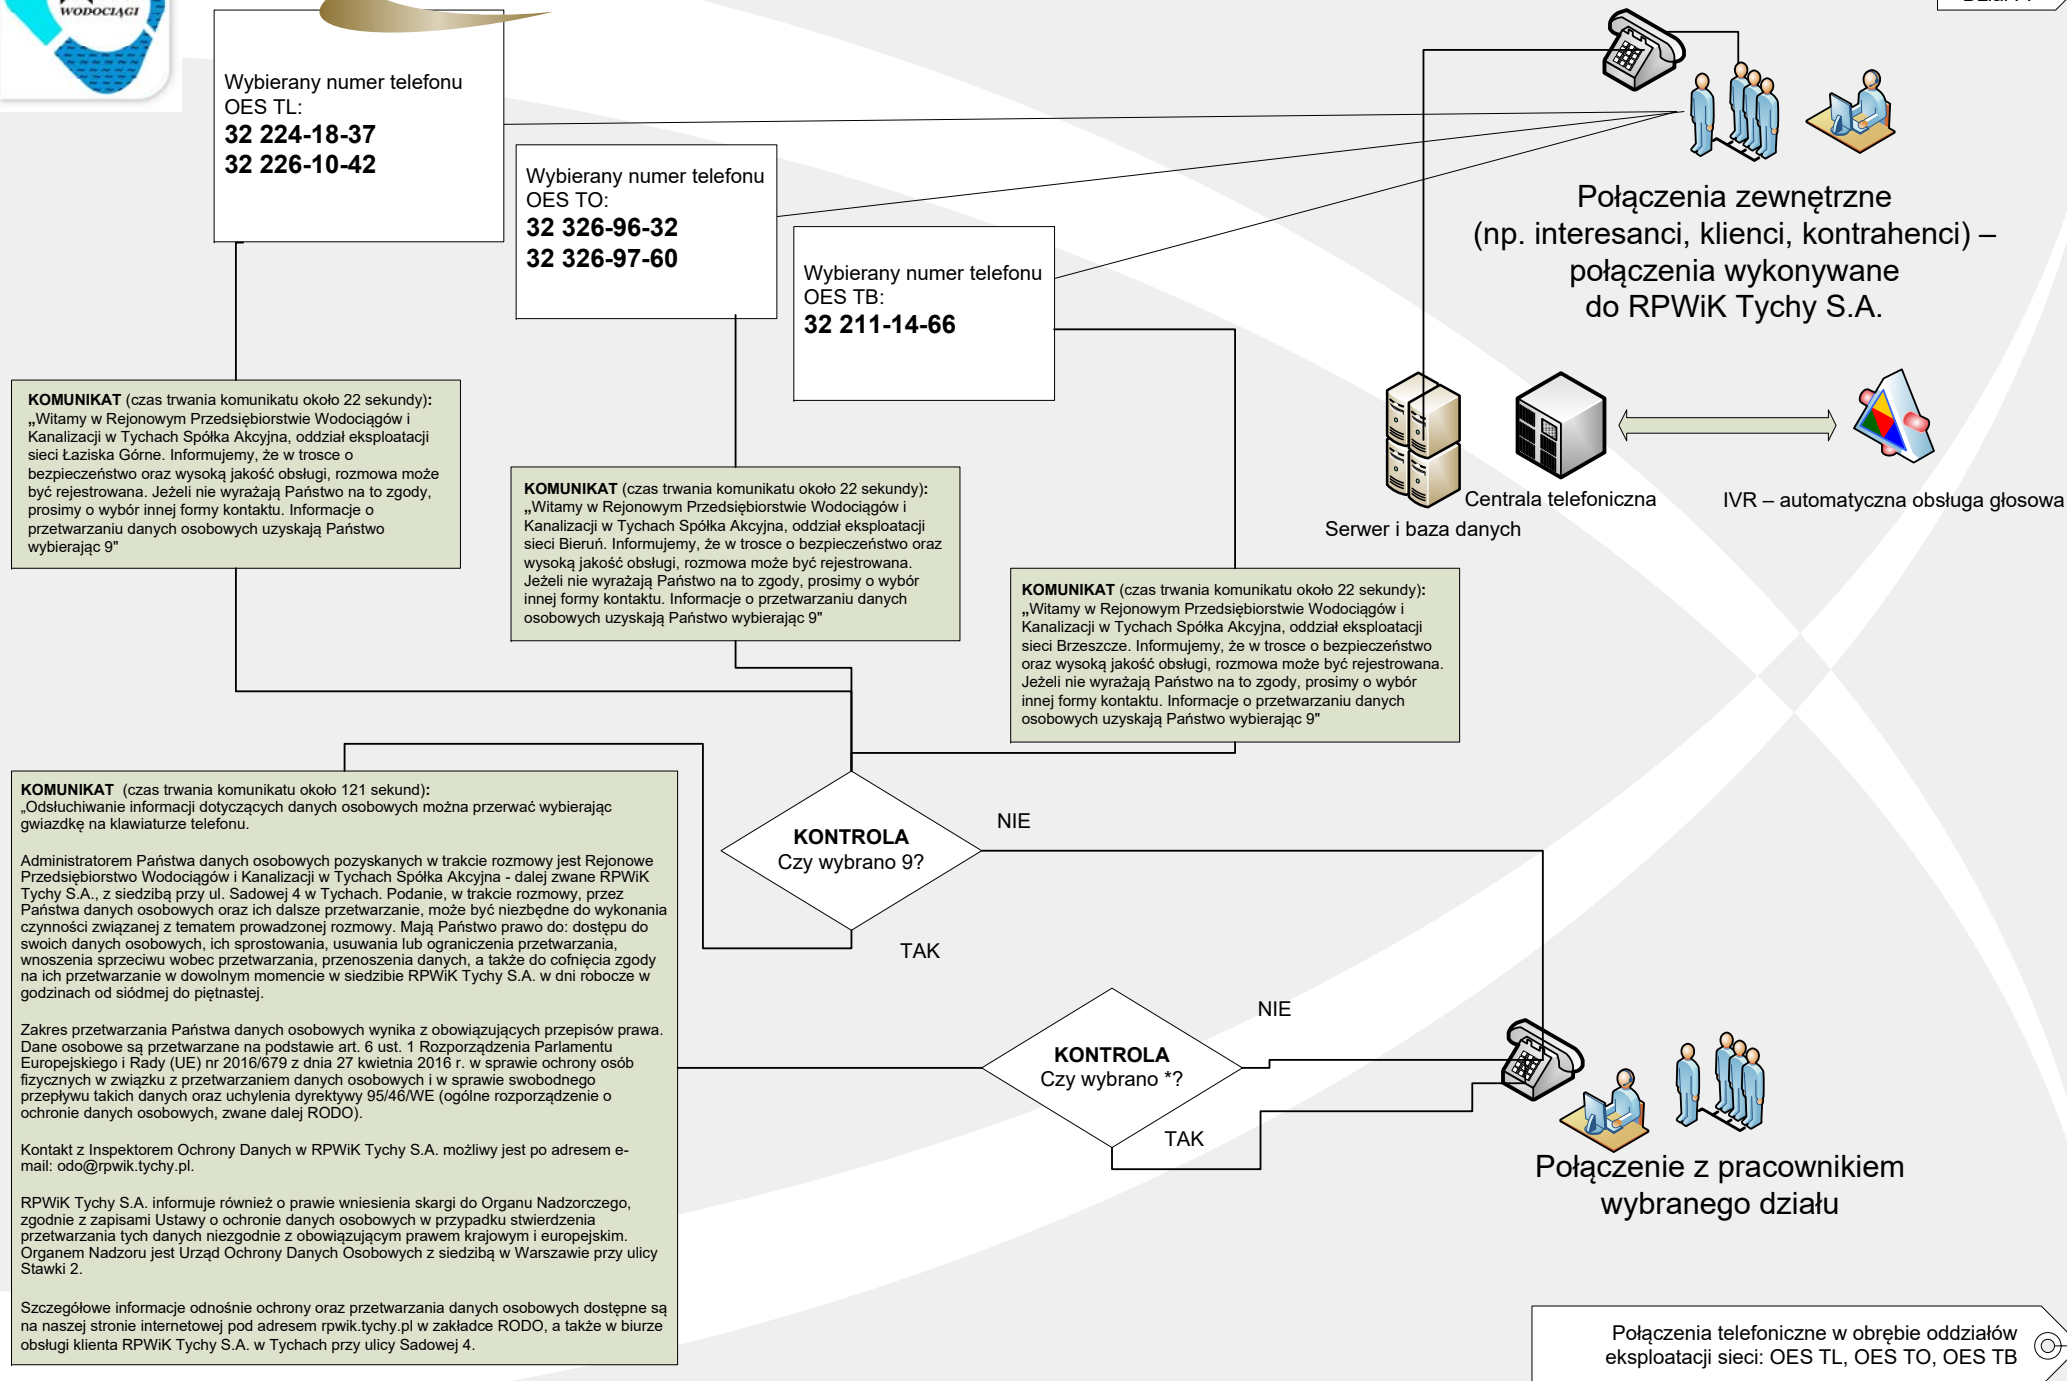 WODOCIĄGI
Wybierany numer telefonu
OES TL:
32 224-18-37
32 226-10-42
Wybierany numer telefonu
OES TO:
32 326-96-32
32 326-97-60
Wybierany numer telefonu
OES TB:
32 211-14-66
Połączenia zewnętrzne
(np. interesanci, klienci, kontrahenci) –
połączenia wykonywane
do RPWiK Tychy S.A.
Centrala telefoniczna
IVR – automatyczna obsługa głosowa
Serwer i baza danych
KOMUNIKAT (czas trwania komunikatu około 22 sekundy):
„Witamy w Rejonowym Przedsiębiorstwie Wodociągów i
Kanalizacji w Tychach Spółka Akcyjna, oddział eksploatacji
sieci Łaziska Górne. Informujemy, że w trosce o
bezpieczeństwo oraz wysoką jakość obsługi, rozmowa może
być rejestrowana. Jeżeli nie wyrażają Państwo na to zgody,
prosimy o wybór innej formy kontaktu. Informacje o
przetwarzaniu danych osobowych uzyskają Państwo
wybierając 9"
KOMUNIKAT (czas trwania komunikatu około 22 sekundy):
„Witamy w Rejonowym Przedsiębiorstwie Wodociągów i
Kanalizacji w Tychach Spółka Akcyjna, oddział eksploatacji
sieci Bieruń. Informujemy, że w trosce o bezpieczeństwo oraz
wysoką jakość obsługi, rozmowa może być rejestrowana.
Jeżeli nie wyrażają Państwo na to zgody, prosimy o wybór
innej formy kontaktu. Informacje o przetwarzaniu danych
osobowych uzyskają Państwo wybierając 9"
KOMUNIKAT (czas trwania komunikatu około 22 sekundy):
„Witamy w Rejonowym Przedsiębiorstwie Wodociągów i
Kanalizacji w Tychach Spółka Akcyjna, oddział eksploatacji
sieci Brzeszcze. Informujemy, że w trosce o bezpieczeństwo
oraz wysoką jakość obsługi, rozmowa może być rejestrowana.
Jeżeli nie wyrażają Państwo na to zgody, prosimy o wybór
innej formy kontaktu. Informacje o przetwarzaniu danych
osobowych uzyskają Państwo wybierając 9"
KOMUNIKAT (czas trwania komunikatu około 121 sekund):
„Odsłuchiwanie informacji dotyczących danych osobowych można przerwać wybierając
gwiazdkę na klawiaturze telefonu.
Administratorem Państwa danych osobowych pozyskanych w trakcie rozmowy jest Rejonowe
Przedsiębiorstwo Wodociągów i Kanalizacji w Tychach Spółka Akcyjna - dalej zwane RPWiK
Tychy S.A., z siedzibą przy ul. Sadowej 4 w Tychach. Podanie, w trakcie rozmowy, przez
Państwa danych osobowych oraz ich dalsze przetwarzanie, może być niezbędne do wykonania
czynności związanej z tematem prowadzonej rozmowy. Mają Państwo prawo do: dostępu do
swoich danych osobowych, ich sprostowania, usuwania lub ograniczenia przetwarzania,
wnoszenia sprzeciwu wobec przetwarzania, przenoszenia danych, a także do cofnięcia zgody
na ich przetwarzanie w dowolnym momencie w siedzibie RPWiK Tychy S.A. w dni robocze w
godzinach od siódmej do piętnastej.
Zakres przetwarzania Państwa danych osobowych wynika z obowiązujących przepisów prawa.
Dane osobowe są przetwarzane na podstawie art. 6 ust. 1 Rozporządzenia Parlamentu
Europejskiego i Rady (UE) nr 2016/679 z dnia 27 kwietnia 2016 r. w sprawie ochrony osób
fizycznych w związku z przetwarzaniem danych osobowych i w sprawie swobodnego
przepływu takich danych oraz uchylenia dyrektywy 95/46/WE (ogólne rozporządzenie o
ochronie danych osobowych, zwane dalej RODO).
Kontakt z Inspektorem Ochrony Danych w RPWiK Tychy S.A. możliwy jest po adresem e-
mail: odo@rpwik.tychy.pl.
RPWiK Tychy S.A. informuje również o prawie wniesienia skargi do Organu Nadzorczego,
zgodnie z zapisami Ustawy o ochronie danych osobowych w przypadku stwierdzenia
przetwarzania tych danych niezgodnie z obowiązującym prawem krajowym i europejskim.
Organem Nadzoru jest Urząd Ochrony Danych Osobowych z siedzibą w Warszawie przy ulicy
Stawki 2.
Szczegółowe informacje odnośnie ochrony oraz przetwarzania danych osobowych dostępne są
na naszej stronie internetowej pod adresem rpwik.tychy.pl w zakładce RODO, a także w biurze
obsługi klienta RPWiK Tychy S.A. w Tychach przy ulicy Sadowej 4.
KONTROLA
Czy wybrano 9?
NIE
TAK
KONTROLA
Czy wybrano *?
NIE
TAK
Połączenie z pracownikiem
wybranego działu
Połączenia telefoniczne w obrębie oddziałów
eksploatacji sieci: OES TL, OES TO, OES TB